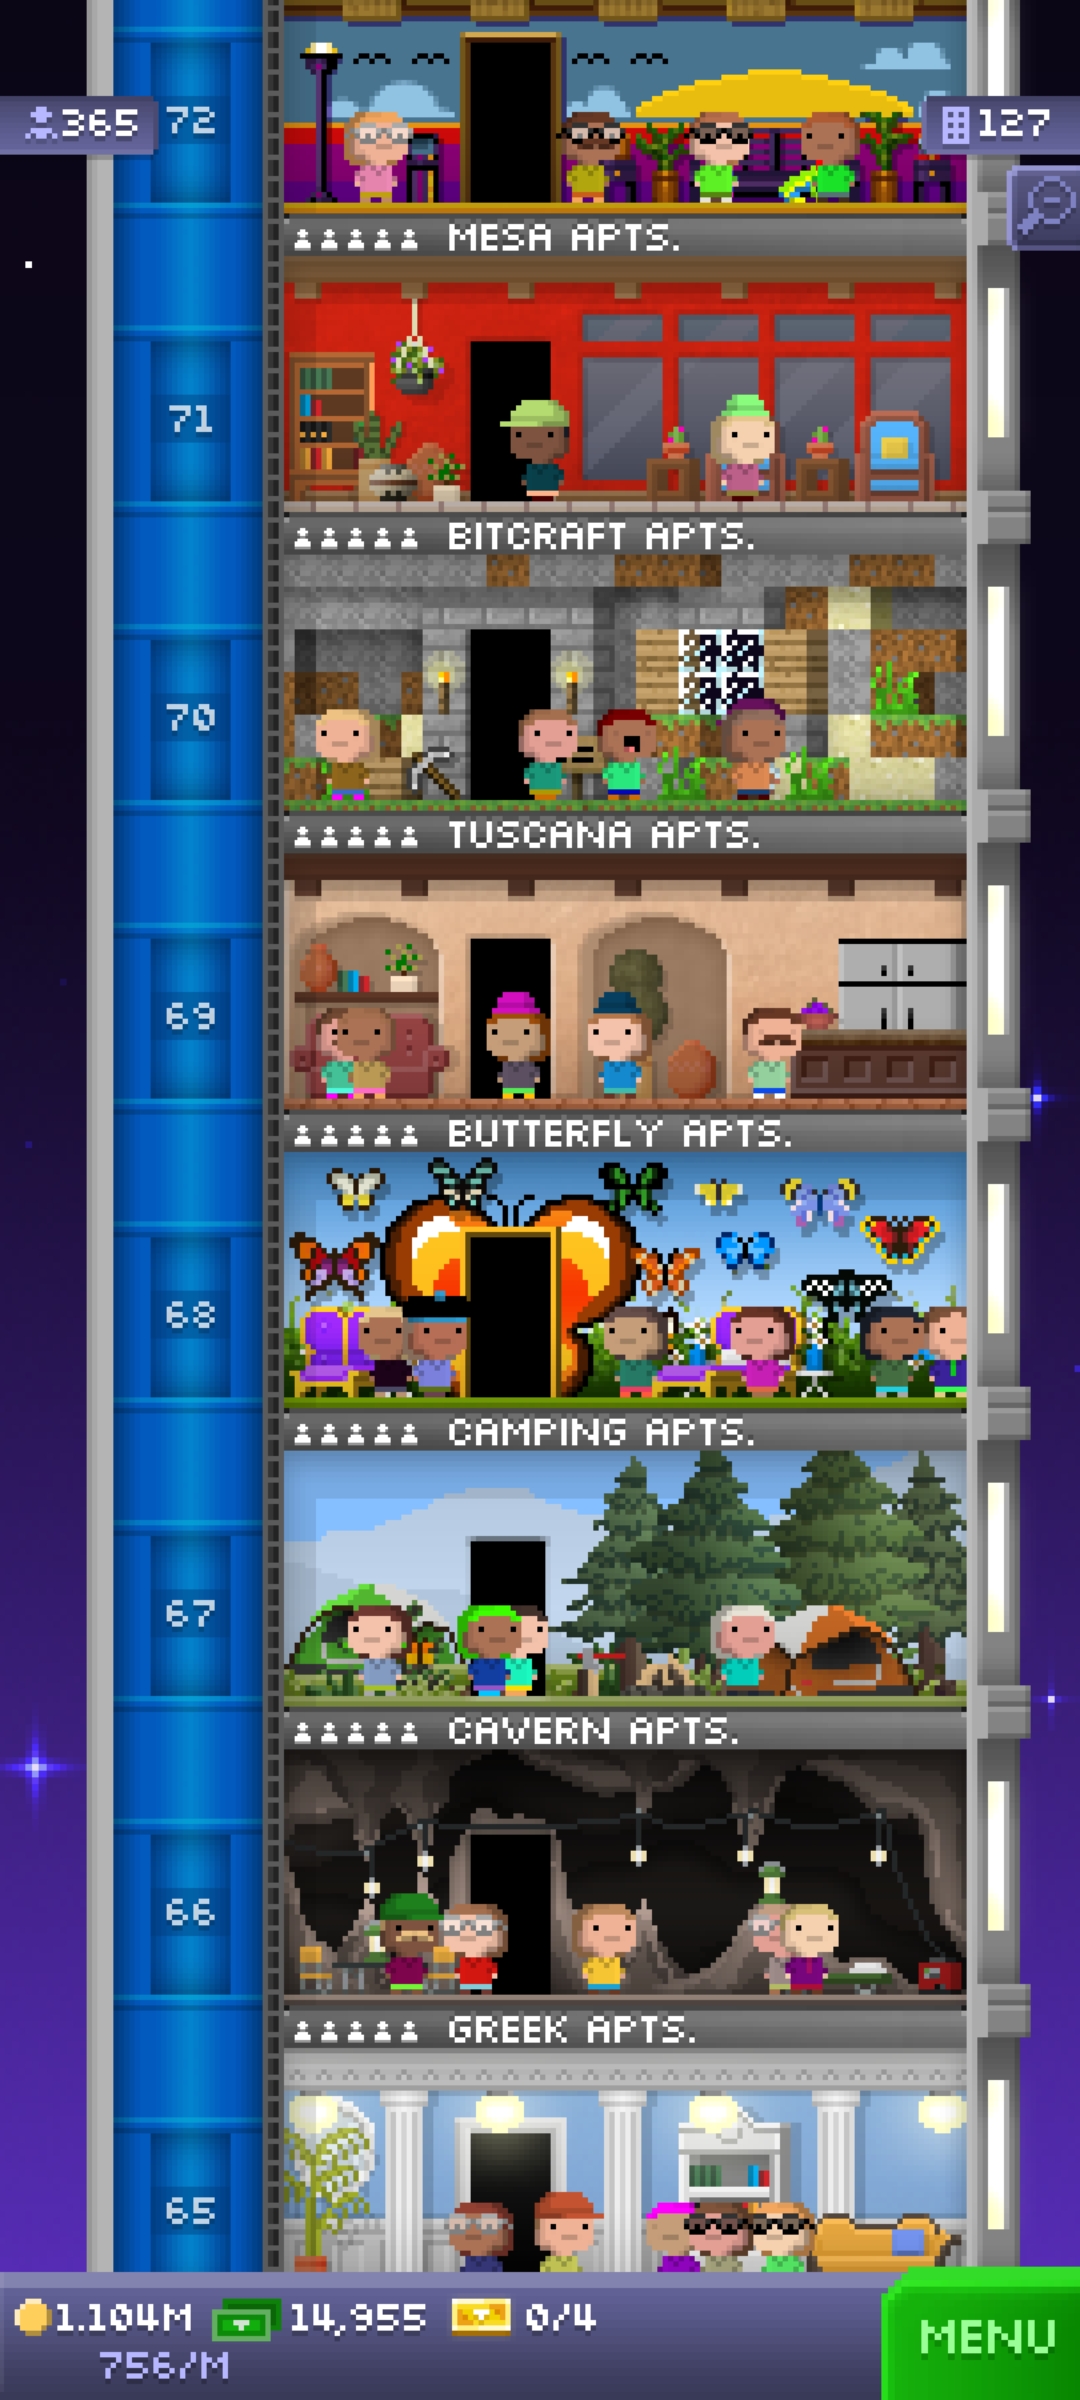 365
72
127
MESA APTS.
71
BITCRAFT APTS.
70
TUSCANA APTS.
69
BUTTERFLY APTS.
68
CAMPING APTS.
67
CAVERN APTS.
66
GREEK APTS.
65
1.104M 14,955 0/4
756/M
MENU